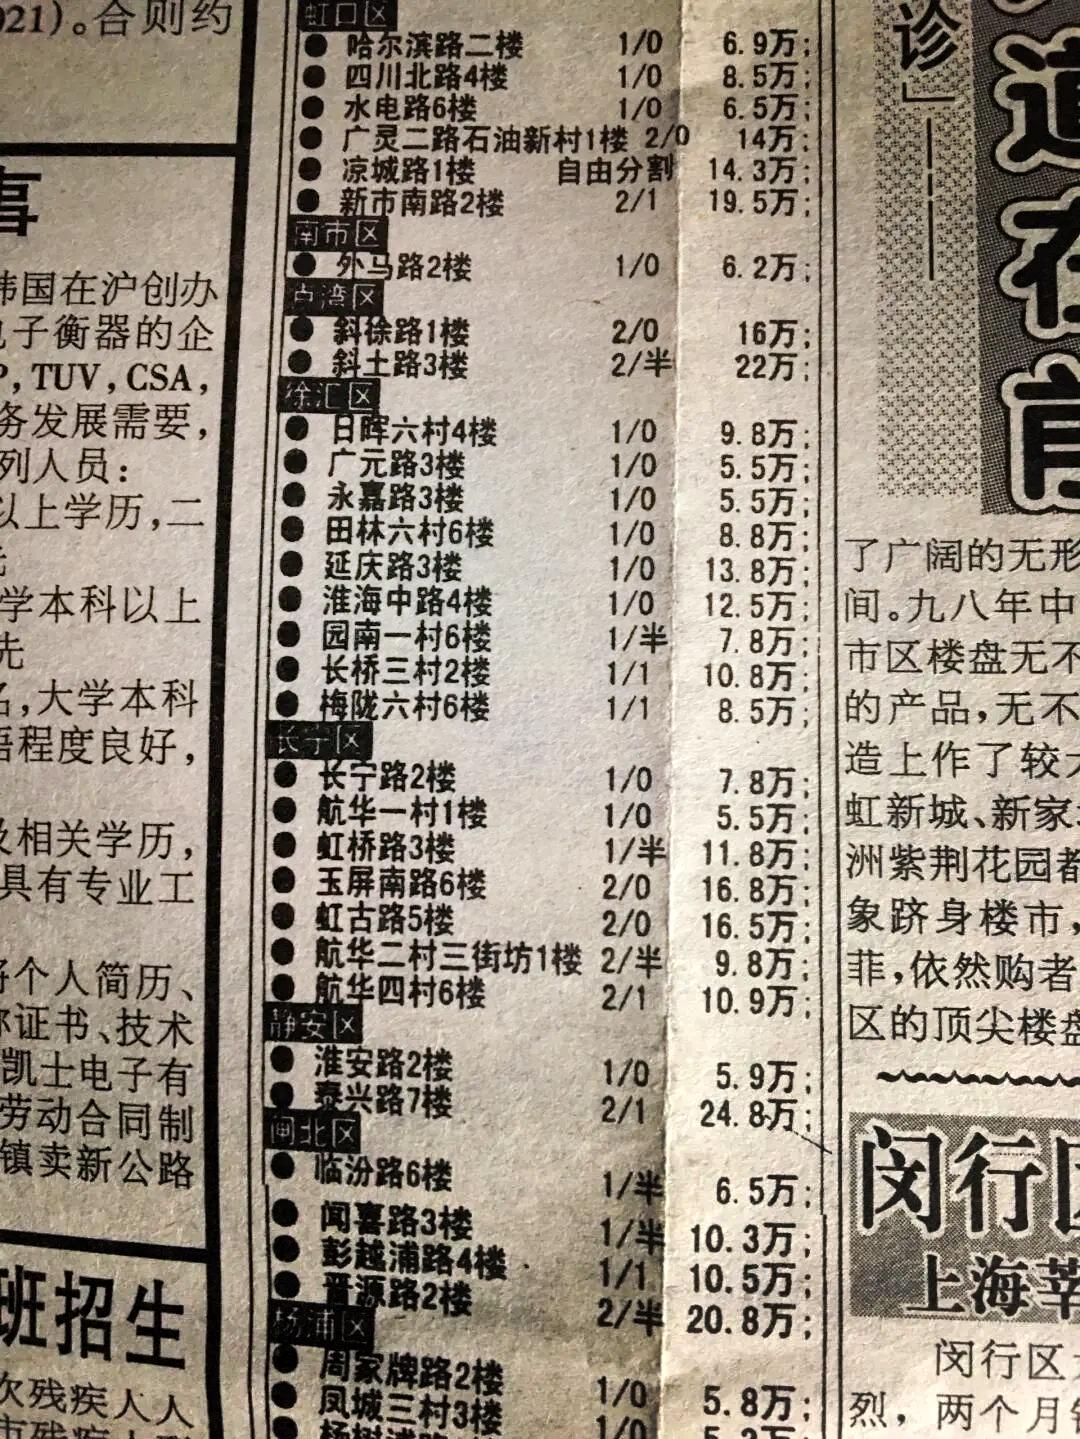 021)。合则约
事
韩国在沪创办
电子衡器的企
P,TUV,CSA,
务发展需要,
列人员:
以上学历,二
学本科以上
先
名,大学本科
语程度良好,
及相关学历,
具有专业工
将个人简历、
称证书、技术
凯士电子有
劳动合同制
镇卖新公路
班招生
次残疾人人
虹口区
●哈尔滨路二楼 1/0 6.9万;
●四川北路4楼 1/0 8.5万;
●水电路6楼 1/0 6.5万;
●广灵二路石油新村1楼 2/0 14万;
●凉城路1楼 自由分割 14.3万;
●新市南路2楼 2/1 19.5万;
南市区
●外马路2楼 1/0 6.2万;
卢湾区
●斜徐路1楼 2/0 16万;
●斜土路3楼 2/半 22万;
徐汇区
●日晖六村4楼 1/0 9.8万;
●广元路3楼 1/0 5.5万;
●永嘉路3楼 1/0 5.5万;
●田林六村6楼 1/0 8.8万;
●延庆路3楼 1/0 13.8万;
●淮海中路4楼 1/0 12.5万;
●园南一村6楼 1/半 7.8万;
●长桥三村2楼 1/1 10.8万;
●梅陇六村6楼 1/1 8.5万;
长宁区
●长宁路2楼 1/0 7.8万;
●航华一村1楼 1/0 5.5万;
●虹桥路3楼 1/半 11.8万;
●玉屏南路6楼 2/0 16.8万;
●虹古路5楼 2/0 16.5万;
●航华二村三街坊1楼 2/半 9.8万;
●航华四村6楼 2/1 10.9万;
静安区
●淮安路2楼 1/0 5.9万;
●泰兴路7楼 2/1 24.8万;
闸北区
●临汾路6楼 1/半 6.5万;
●闻喜路3楼 1/半 10.3万;
●彭越浦路4楼 1/1 10.5万;
●晋源路2楼 2/半 20.8万;
杨浦区
●周家牌路2楼 1/0 5.8万;
●凤城三村3楼 1/0
诊」——
道在
了广阔的无形
间。九八年中
市区楼盘无不
的产品,无不
造上作了较大
虹新城、新家
洲紫荆花园都
象跻身楼市,
菲,依然购者
区的顶尖楼盘
闵行区
上海莘
闵行区
烈,两个月